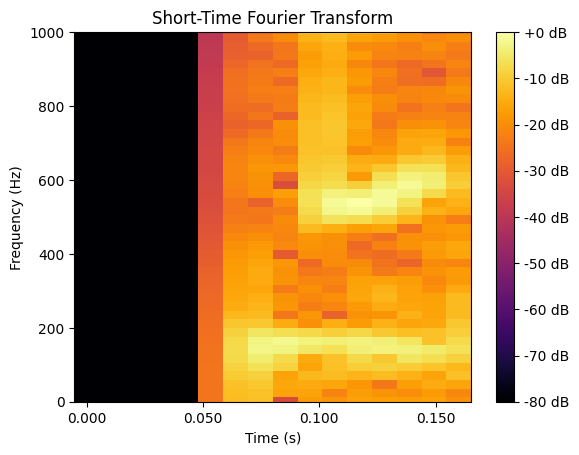 Short-Time Fourier Transform
1000
800
600
400
200
0
Frequency (Hz)
0.000
0.050
0.100
0.150
Time (s)
+0 dB
-10 dB
-20 dB
-30 dB
-40 dB
-50 dB
-60 dB
-70 dB
-80 dB